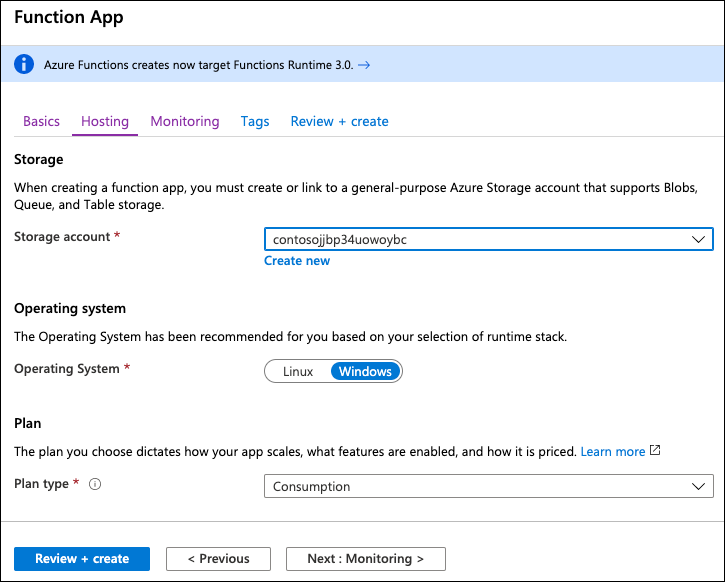 Function App
Azure Functions creates now target Functions Runtime 3.0. →
Basics Hosting Monitoring Tags Review + create
Storage
When creating a function app, you must create or link to a general-purpose Azure Storage account that supports Blobs,
Queue, and Table storage.
Storage account * contosojjbp34uowoybc
Create new
Operating system
The Operating System has been recommended for you based on your selection of runtime stack.
Operating System * Linux Windows
Plan
The plan you choose dictates how your app scales, what features are enabled, and how it is priced. Learn more
Plan type * Consumption
Review + create < Previous Next : Monitoring >